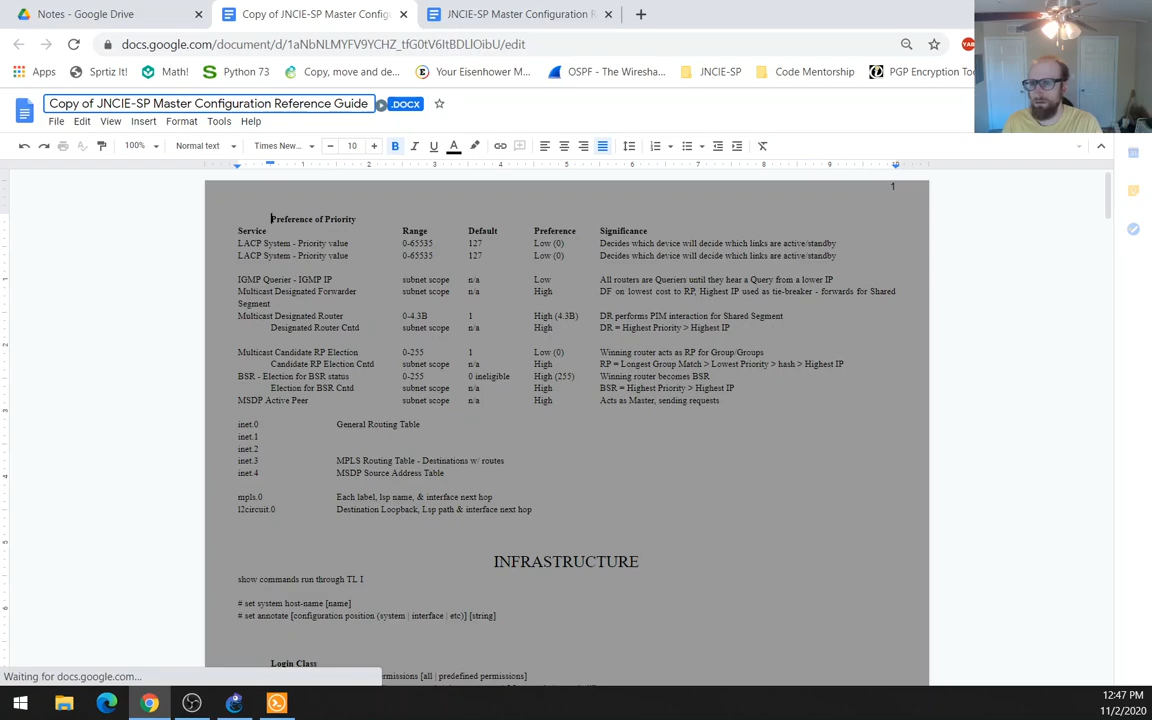 Notes - Google Drive
Copy of JNCIE-SP Master Config
JNCIE-SP Master Configuration R
docs.google.com/document/d/1aNbNLMYFV9YCHZ_tfG0tV6ItBDLlOibU/edit
Apps
Sprtiz It!
Math!
Python 73
Copy, move and de...
Your Eisenhower M...
OSPF - The Wiresha...
JNCIE-SP
Code Mentorship
PGP Encryption Too
Copy of JNCIE-SP Master Configuration Reference Guide
.DOCX
File Edit View Insert Format Tools Help
100% Normal text Times New... 10 B I U A
1 2 3 4 5 6 7 8 9
1
Preference of Priority
Service Range Default Preference Significance
LACP System - Priority value 0-65535 127 Low (0) Decides which device will decide which links are active/standby
LACP System - Priority value 0-65535 127 Low (0) Decides which device will decide which links are active/standby
IGMP Querier - IGMP IP subnet scope n/a Low All routers are Queriers until they hear a Query from a lower IP
Multicast Designated Forwarder subnet scope n/a High DF on lowest cost to RP, Highest IP used as tie-breaker - forwards for Shared
Segment
Multicast Designated Router 0-4.3B 1 High (4.3B) DR performs PIM interaction for Shared Segment
Designated Router Cntd subnet scope n/a High DR = Highest Priority > Highest IP
Multicast Candidate RP Election 0-255 1 Low (0) Winning router acts as RP for Group/Groups
Candidate RP Election Cntd subnet scope n/a High RP = Longest Group Match > Lowest Priority > hash > Highest IP
BSR - Election for BSR status 0-255 0 ineligible High (255) Winning router becomes BSR
Election for BSR Cntd subnet scope n/a High BSR = Highest Priority > Highest IP
MSDP Active Peer subnet scope n/a High Acts as Master, sending requests
inet.0 General Routing Table
inet.1
inet.2
inet.3 MPLS Routing Table - Destinations w/ routes
inet.4 MSDP Source Address Table
mpls.0 Each label, lsp name, & interface next hop
l2circuit.0 Destination Loopback, Lsp path & interface next hop
INFRASTRUCTURE
show commands run through TL I
# set system host-name [name]
# set annotate [configuration position (system | interface | etc)] [string]
Login Class
rmissions [all | predefined permissions]
Waiting for docs.google.com...
12:47 PM
11/2/2020